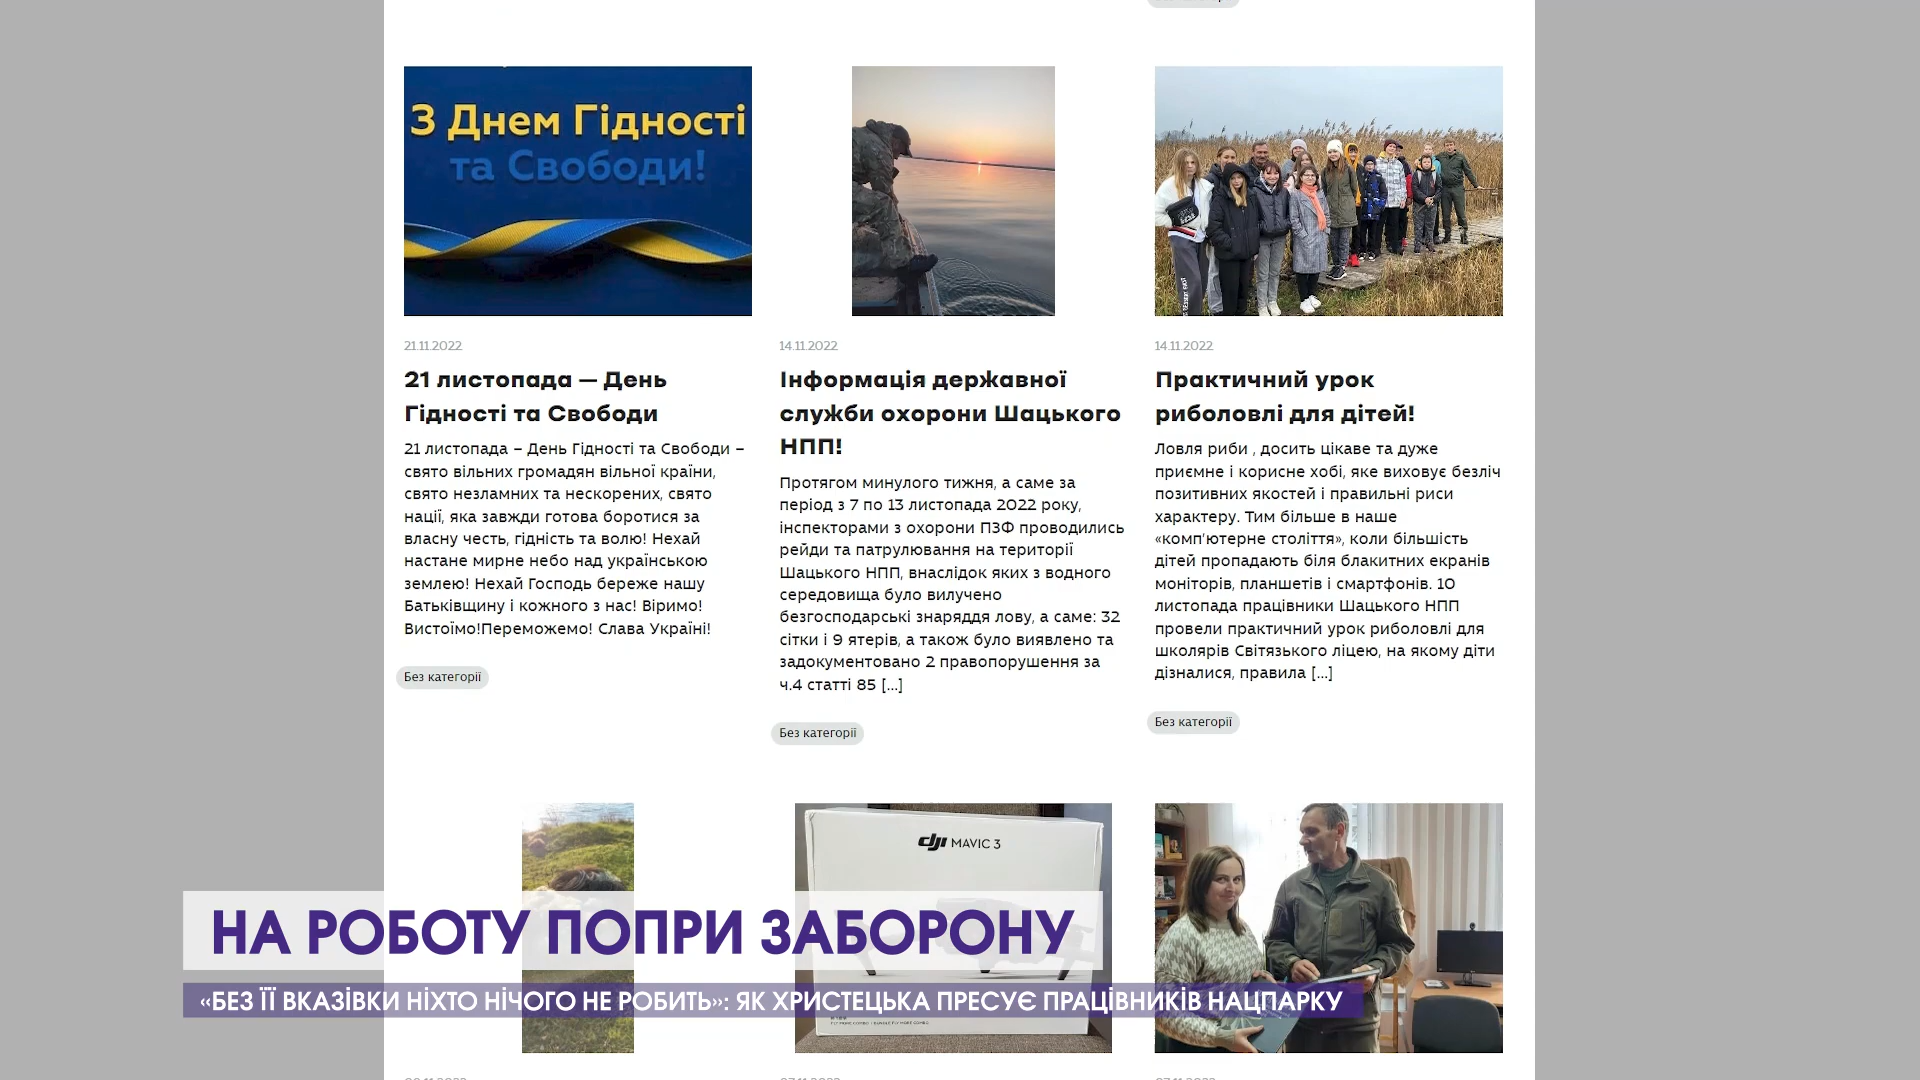 З Днем Гідності
та Свободи!
21.11.2022
21 листопада — День
Гідності та Свободи
21 листопада – День Гідності та Свободи –
свято вільних громадян вільної країни,
свято незламних та нескорених, свято
нації, яка завжди готова боротися за
власну честь, гідність та волю! Нехай
настане мирне небо над українською
землею! Нехай Господь береже нашу
Батьківщину і кожного з нас! Віримо!
Вистоїмо!Переможемо! Слава Україні!
Без категорії
14.11.2022
Інформація державної
служби охорони Шацького
НПП!
Протягом минулого тижня, а саме за
період з 7 по 13 листопада 2022 року,
інспекторами з охорони ПЗФ проводились
рейди та патрулювання на території
Шацького НПП, внаслідок яких з водного
середовища було вилучено
безгосподарські знаряддя лову, а саме: 32
сітки і 9 ятерів, а також було виявлено та
задокументовано 2 правопорушення за
ч.4 статті 85 [...]
Без категорії
14.11.2022
Практичний урок
риболовлі для дітей!
Ловля риби , досить цікаве та дуже
приємне і корисне хобі, яке виховує безліч
позитивних якостей і правильні риси
характеру. Тим більше в наше
«комп'ютерне століття», коли більшість
дітей пропадають біля блакитних екранів
моніторів, планшетів і смартфонів. 10
листопада працівники Шацького НПП
провели практичний урок риболовлі для
школярів Світязького ліцею, на якому діти
дізналися, правила [...]
Без категорії
dji MAVIC 3
НА РОБОТУ ПОПРИ ЗАБОРОНУ
«БЕЗ ЇЇ ВКАЗІВКИ НІХТО НІЧОГО НЕ РОБИТЬ»: ЯК ХРИСТЕЦЬКА ПРЕСУЄ ПРАЦІВНИКІВ НАЦПАРКУ